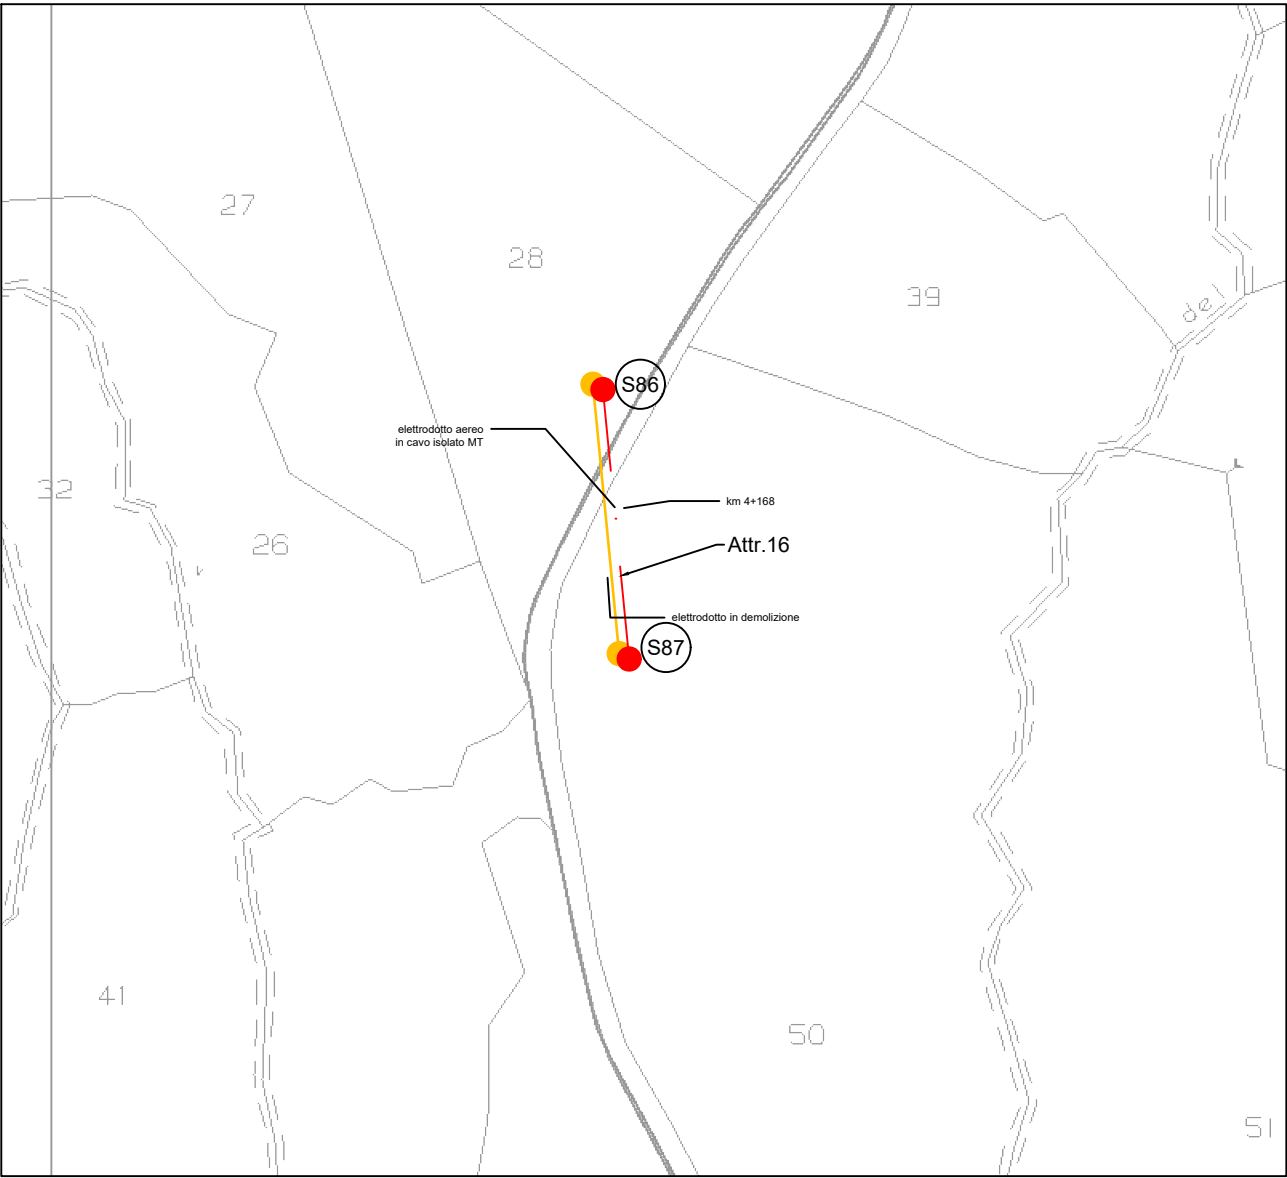 27
28
39
de'
S86
elettrodotto aereo
in cavo isolato MT
32
km 4+168
26
Attr.16
elettrodotto in demolizione
S87
41
50
51